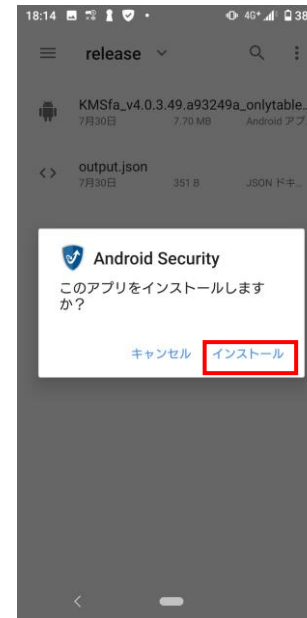 18:14 4G+ 38
release
KMSfa_v4.0.3.49.a93249a_onlytable..
7月30日 7.70 MB Android アプ
output.json
7月30日 351 B JSON ドキ...
Android Security
このアプリをインストールします
か？
キャンセル インストール